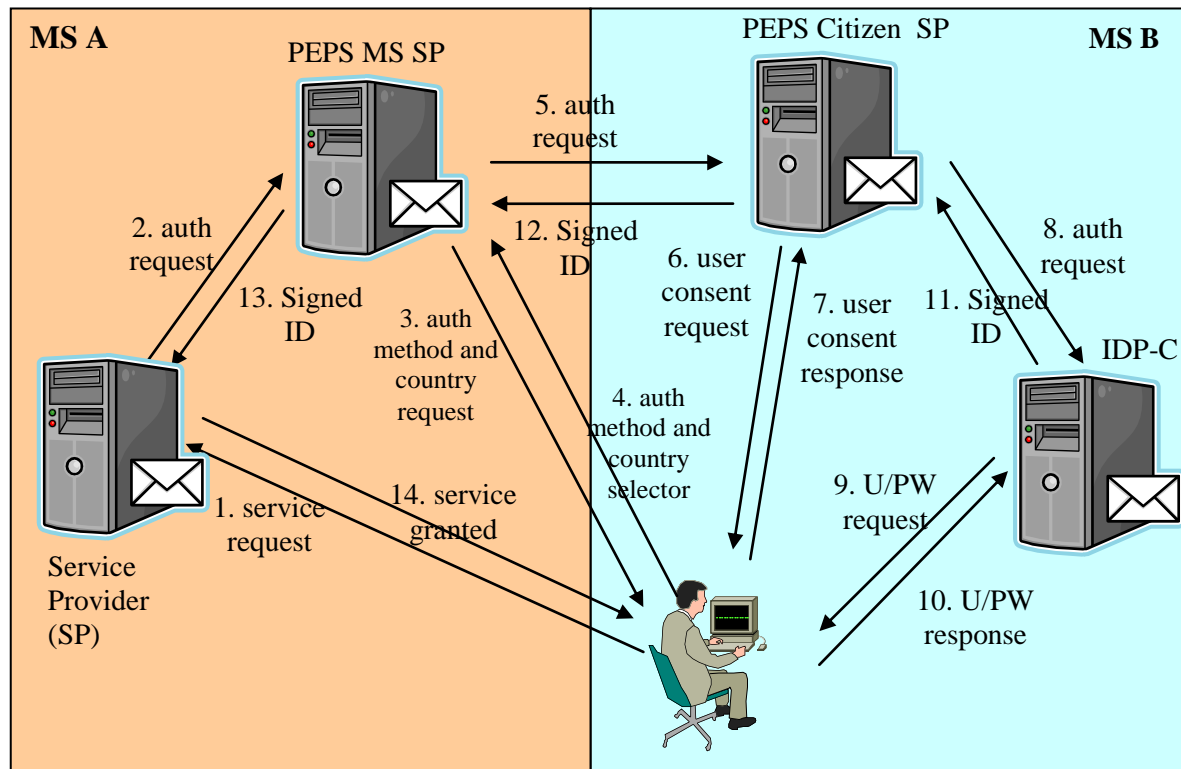 MS A
PEPS MS SP
PEPS Citizen SP
MS B
5. auth
request
2. auth
request
12. Signed
ID
8. auth
request
6. user
consent
request
7. user
consent
response
13. Signed
ID
11. Signed
ID
3. auth
method and
country
request
IDP-C
4. auth
method and
country
selector
9. U/PW
request
14. service
granted
1. service
request
Service
Provider
(SP)
10. U/PW
response